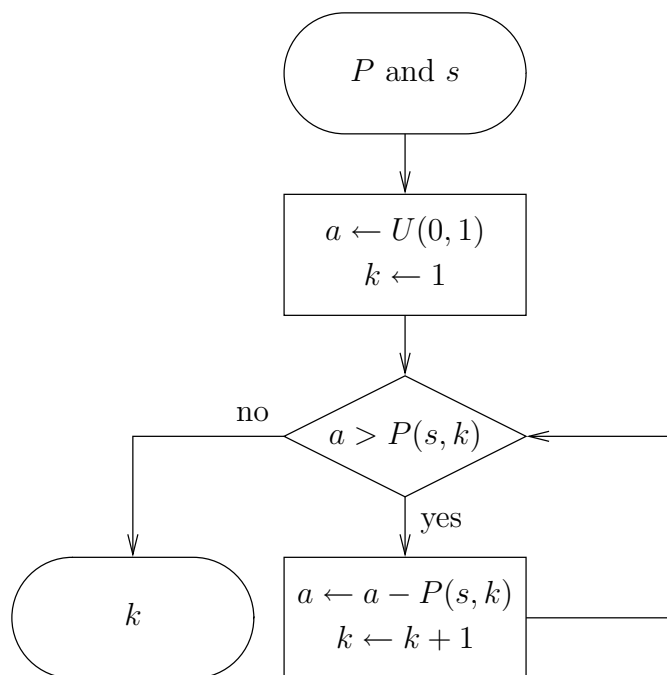 P and s
a ← U(0, 1)
k ← 1
no
a > P(s, k)
yes
k
a ← a − P(s, k)
k ← k + 1